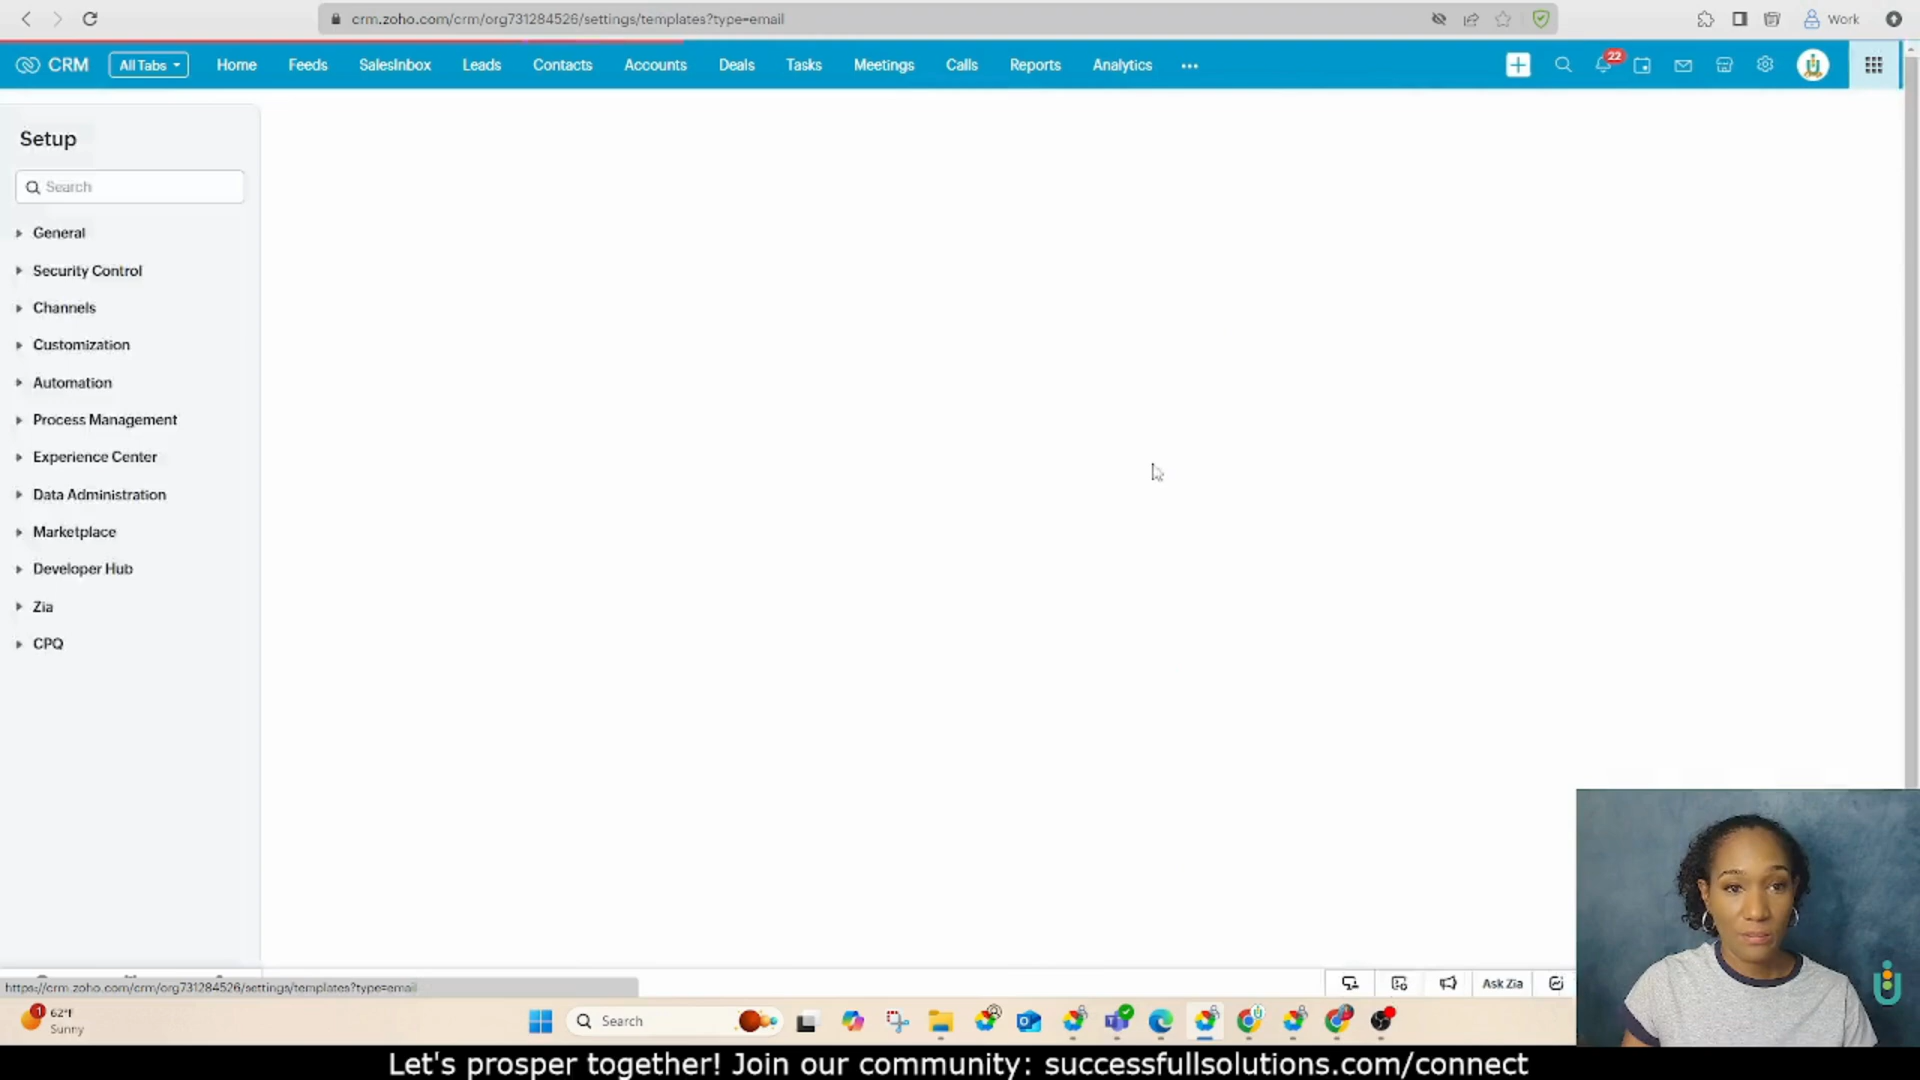 crm.zoho.com/crm/org731284526/settings/templates?type=email
Work
CRM
All Tabs
Home
Feeds
SalesInbox
Leads
Contacts
Accounts
Deals
Tasks
Meetings
Calls
Reports
Analytics
22
Setup
Search
General
Security Control
Channels
Customization
Automation
Process Management
Experience Center
Data Administration
Marketplace
Developer Hub
Zia
CPQ
https://crm.zoho.com/crm/org731284526/settings/templates?type=email
Ask Zia
1
62°F
Sunny
Search
Let's prosper together! Join our community: successfullsolutions.com/connect